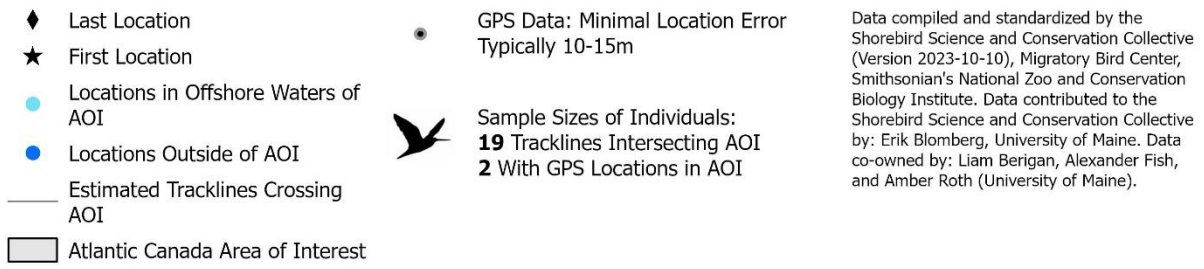 Last Location
First Location
Locations in Offshore Waters of
AOI
Locations Outside of AOI
Estimated Tracklines Crossing
AOI
Atlantic Canada Area of Interest
GPS Data: Minimal Location Error
Typically 10-15m
Sample Sizes of Individuals:
19 Tracklines Intersecting AOI
2 With GPS Locations in AOI
Data compiled and standardized by the
Shorebird Science and Conservation Collective
(Version 2023-10-10), Migratory Bird Center,
Smithsonian's National Zoo and Conservation
Biology Institute. Data contributed to the
Shorebird Science and Conservation Collective
by: Erik Blomberg, University of Maine. Data
co-owned by: Liam Berigan, Alexander Fish,
and Amber Roth (University of Maine).